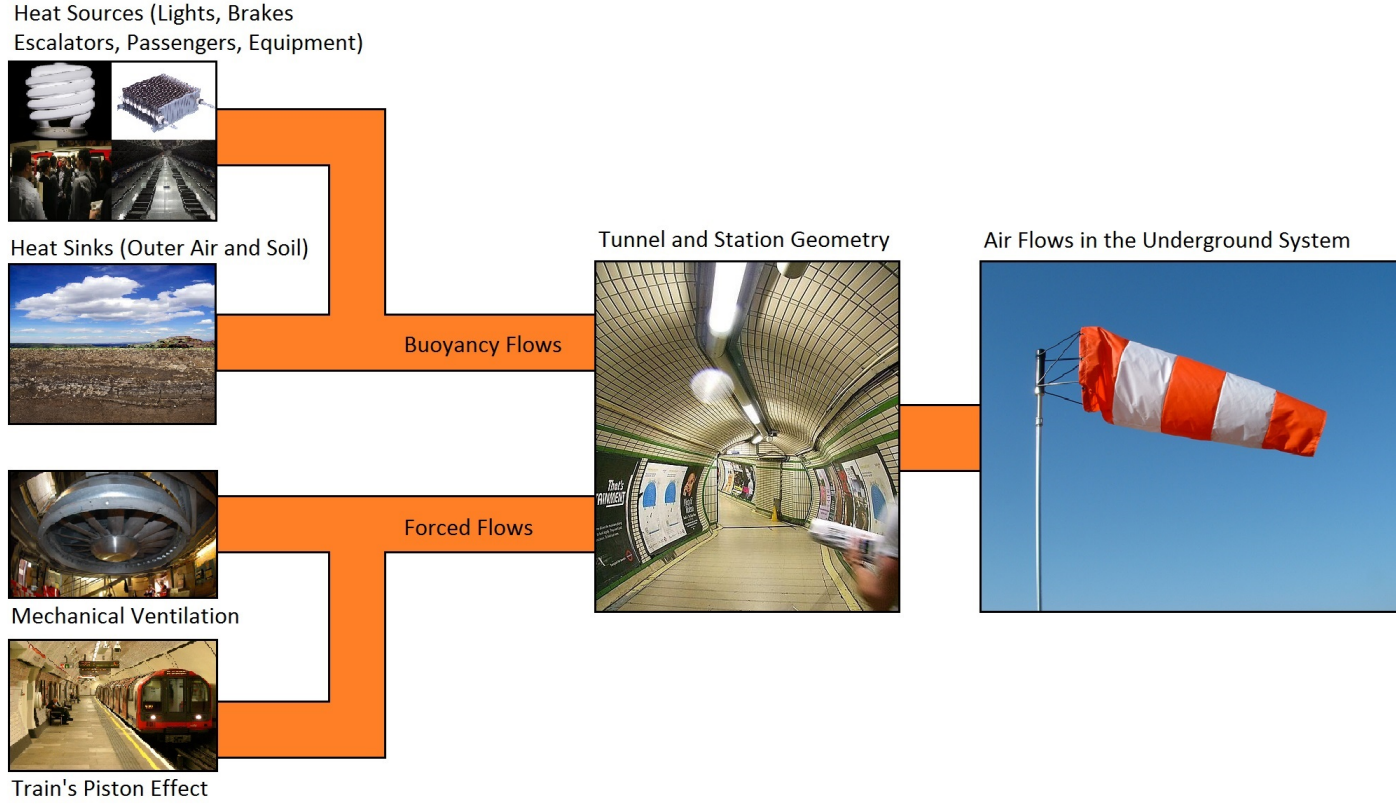 Heat Sources (Lights, Brakes
Escalators, Passengers, Equipment)
Heat Sinks (Outer Air and Soil)
Buoyancy Flows
Forced Flows
Mechanical Ventilation
Train's Piston Effect
Tunnel and Station Geometry
That's
Air Flows in the Underground System